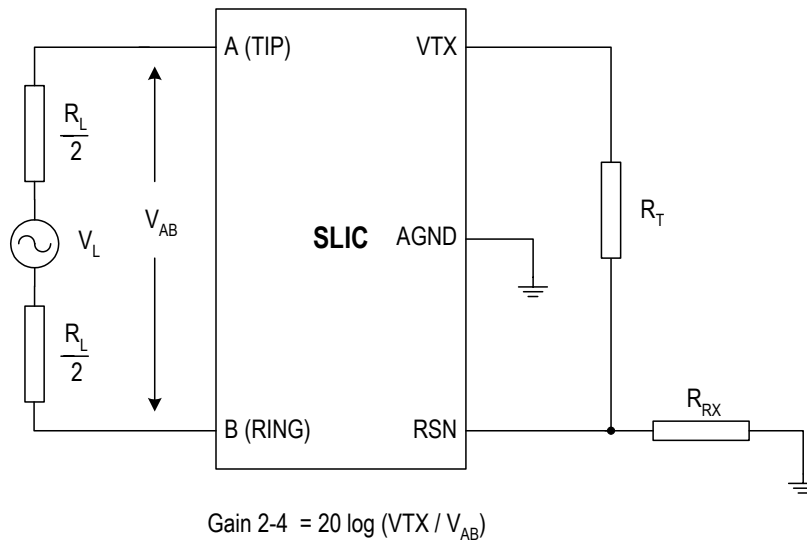 A (TIP)
VTX
R_L
2
V_L
V_AB
SLIC
AGND
R_T
R_L
2
B (RING)
RSN
R_RX
Gain 2-4 = 20 log (VTX / V_AB)